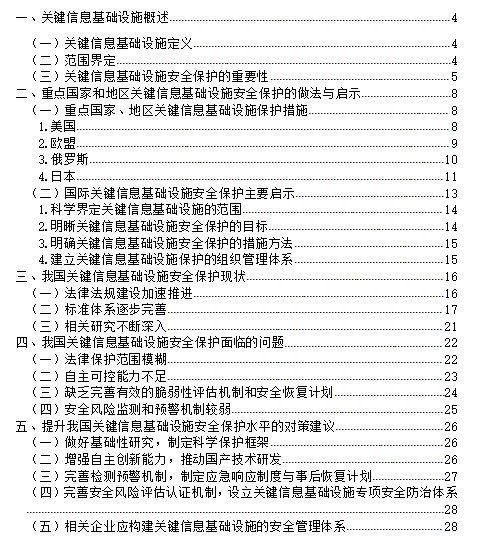 一、关键信息基础设施概述 4
（一）关键信息基础设施定义 4
（二）范围界定 4
（三）关键信息基础设施安全保护的重要性 5
二、重点国家和地区关键信息基础设施安全保护的做法与启示 8
（一）重点国家、地区关键信息基础设施保护措施 8
1.美国 8
2.欧盟 9
3.俄罗斯 10
4.日本 11
（二）国际关键信息基础设施安全保护主要启示 13
1.科学界定关键信息基础设施的范围 14
2.明晰关键信息基础设施安全保护的目标 14
3.明确关键信息基础设施安全保护的措施方法 15
4.建立关键信息基础设施保护的组织管理体系 15
三、我国关键信息基础设施安全保护现状 16
（一）法律法规建设加速推进 16
（二）标准体系逐步完善 17
（三）相关研究不断深入 21
四、我国关键信息基础设施安全保护面临的问题 22
（一）法律保护范围模糊 22
（二）自主可控能力不足 23
（三）缺乏完善有效的脆弱性评估机制和安全恢复计划 24
（四）安全风险监测和预警机制较弱 25
五、提升我国关键信息基础设施安全保护水平的对策建议 26
（一）做好基础性研究，制定科学保护框架 26
（二）增强自主创新能力，推动国产技术研发 26
（三）完善检测预警机制，制定应急响应制度与事后恢复计划 27
（四）完善安全风险评估认证机制，设立关键信息基础设施专项安全防治体系
28
（五）相关企业应构建关键信息基础设施的安全管理体系 28